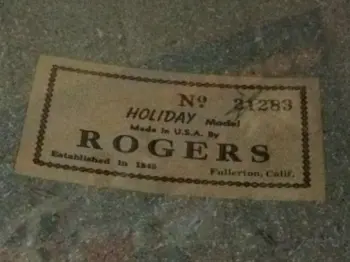 Nº 21283
HOLIDAY Model
Made In U.S.A. By
ROGERS
Established in 1849
Fullerton, Calif.